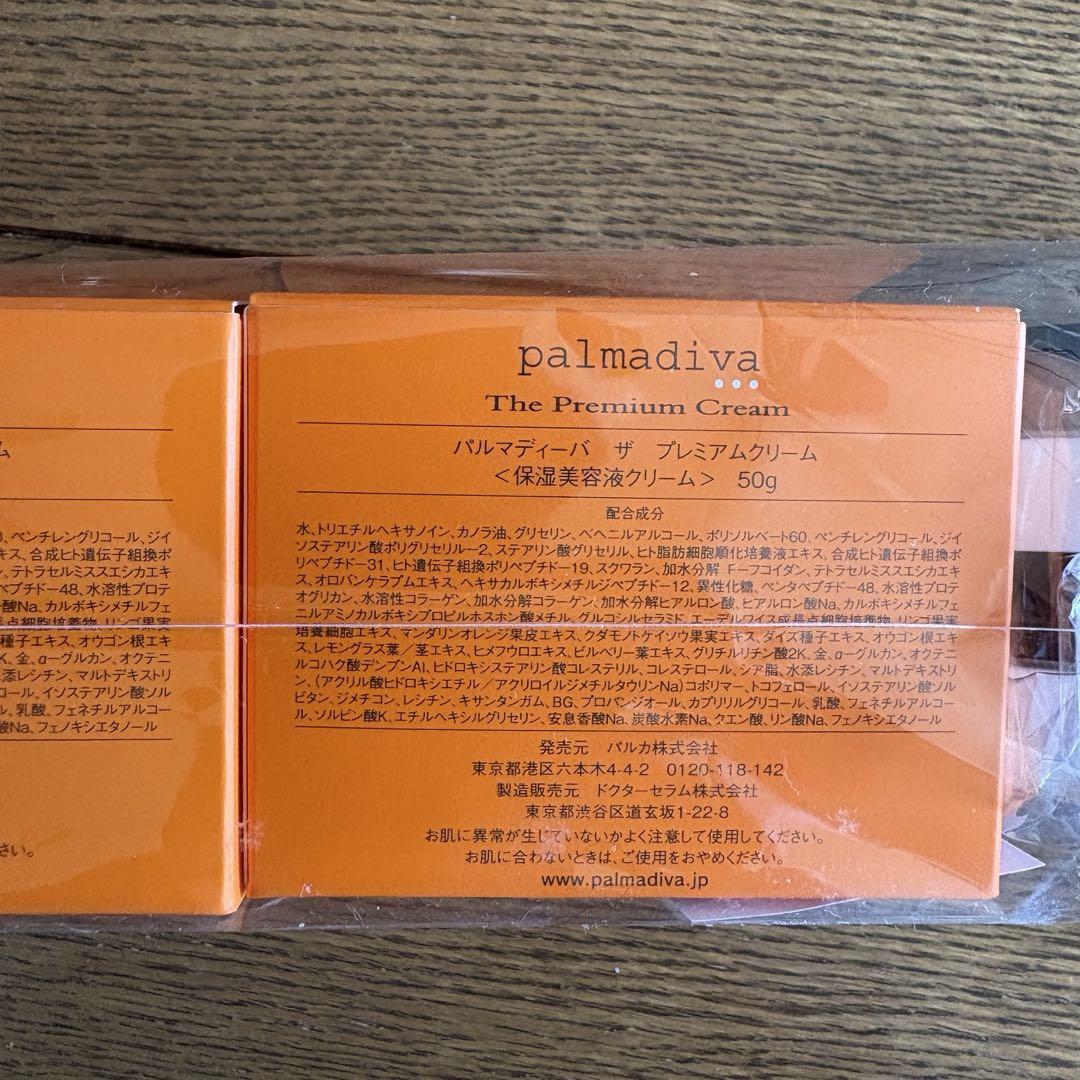 palmadiva
The Premium Cream
パルマディーバ ザ プレミアムクリーム
＜保湿美容液クリーム＞ 50g
配合成分
水、トリエチルヘキサノイン、カノラ油、グリセリン、ベヘニルアルコール、ポリソルベート60、ペンチレングリコール、ジイ
ソステアリン酸ポリグリセリル-2、ステアリン酸グリセリル、ヒト脂肪細胞順化培養液エキス、合成ヒト遺伝子組換ポ
リペプチド-31、ヒト遺伝子組換ポリペプチド-19、スクワラン、加水分解 F-フコイダン、テトラセルミススエシカエキ
ス、オロバンケラブムエキス、ヘキサカルボキシメチルジペプチド-12、異性化糖、ペンタペプチド-48、水溶性プロテ
オグリカン、水溶性コラーゲン、加水分解コラーゲン、加水分解ヒアルロン酸、ヒアルロン酸Na、カルボキシメチルフェ
ニルアミノカルボキシプロピルホスホン酸メチル、グルコシルセラミド、エーデルワイス成長点細胞培養物、リンゴ果実
培養細胞エキス、マンダリンオレンジ果皮エキス、クダモノトケイソウ果実エキス、ダイズ種子エキス、オウゴン根エキ
ス、レモングラス葉／茎エキス、ヒメフウロエキス、ビルベリー葉エキス、グリチルリチン酸2K、金、α-グルカン、オクテニ
ルコハク酸デンプンAl、ヒドロキシステアリン酸コレステリル、コレステロール、シア脂、水添レシチン、マルトデキストリ
ン、（アクリル酸ヒドロキシエチル／アクリロイルジメチルタウリンNa）コポリマー、トコフェロール、イソステアリン酸ソル
ビタン、ジメチコン、レシチン、キサンタンガム、BG、プロパンジオール、カプリリルグリコール、乳酸、フェネチルアルコー
ル、ソルビン酸K、エチルヘキシルグリセリン、安息香酸Na、炭酸水素Na、クエン酸、リン酸Na、フェノキシエタノール
発売元 パルカ株式会社
東京都港区六本木4-4-2 0120-118-142
製造販売元 ドクターセラム株式会社
東京都渋谷区道玄坂1-22-8
お肌に異常が生じていないかよく注意して使用してください。
お肌に合わないときは、ご使用をおやめください。
www.palmadiva.jp